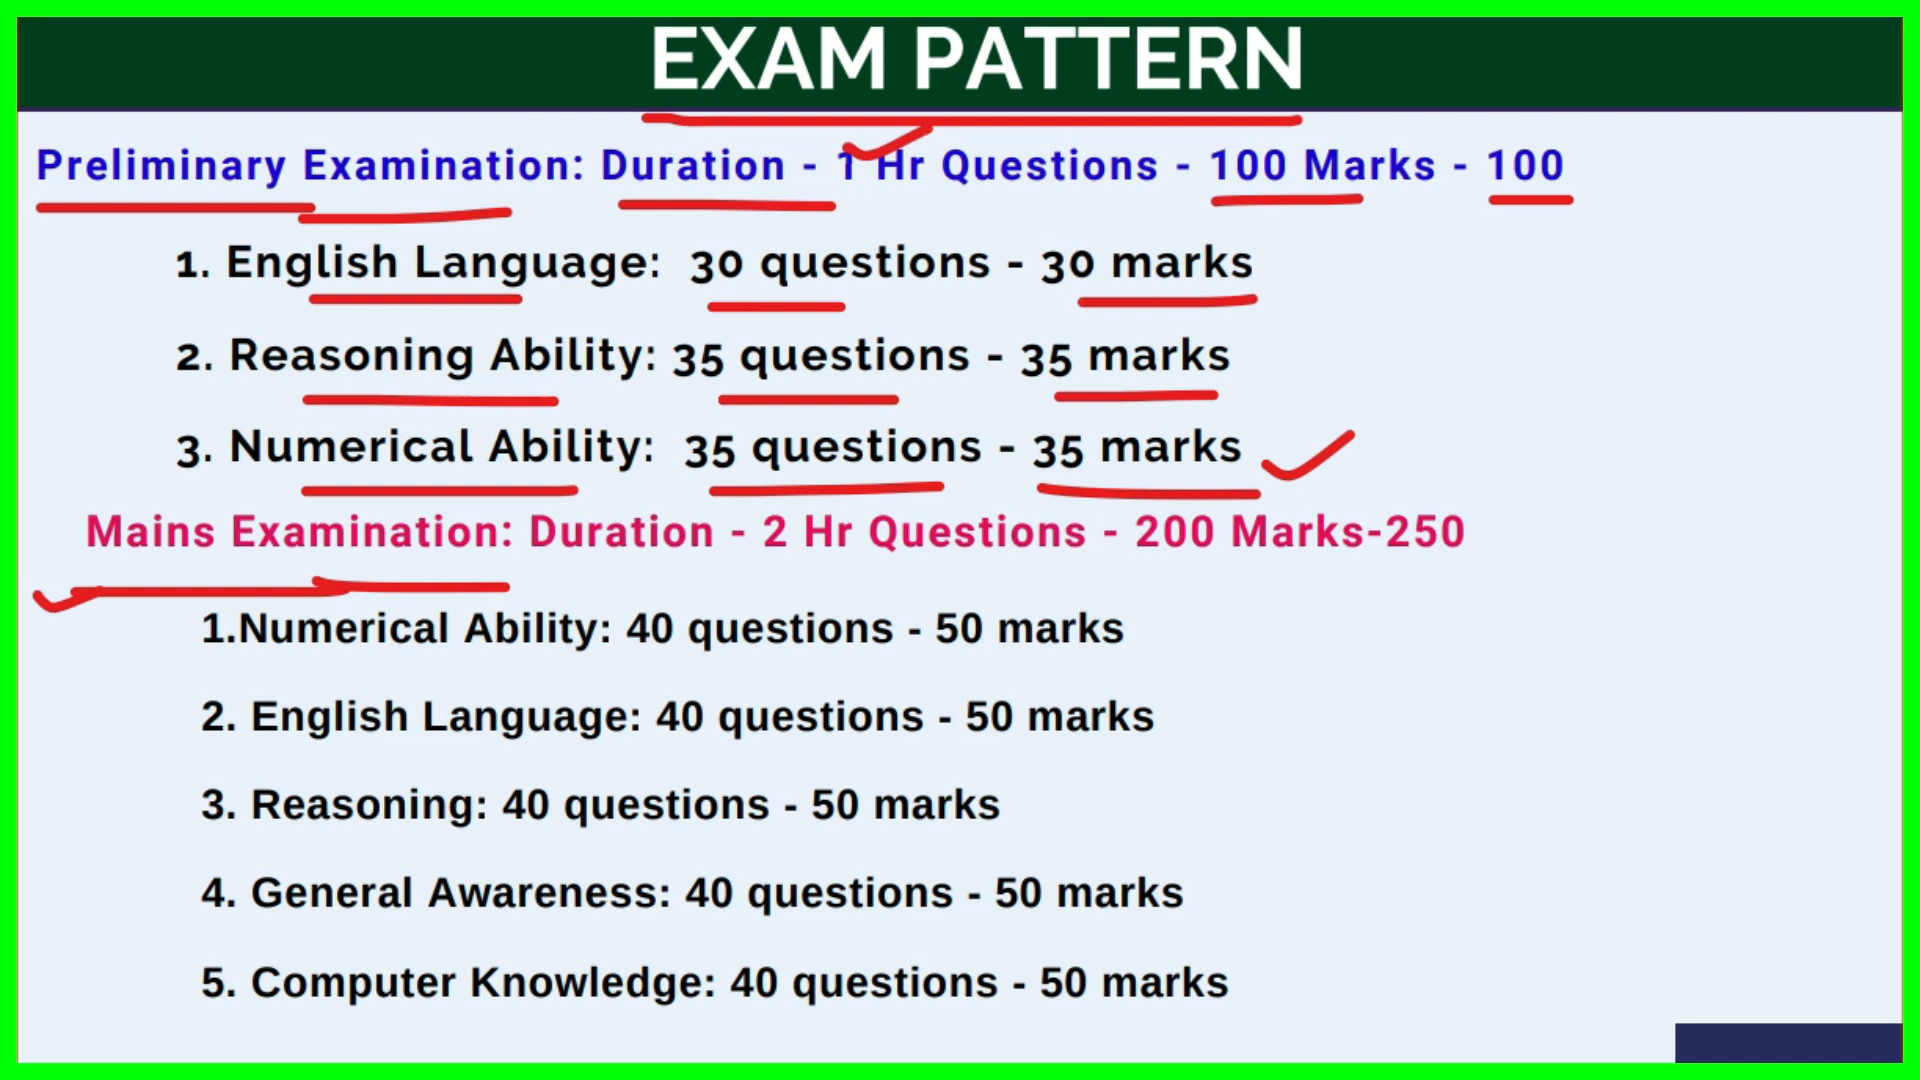 EXAM PATTERN
Preliminary Examination: Duration - 1 Hr Questions - 100 Marks - 100
1. English Language: 30 questions - 30 marks
2. Reasoning Ability: 35 questions - 35 marks
3. Numerical Ability: 35 questions - 35 marks
Mains Examination: Duration - 2 Hr Questions - 200 Marks-250
1.Numerical Ability: 40 questions - 50 marks
2. English Language: 40 questions - 50 marks
3. Reasoning: 40 questions - 50 marks
4. General Awareness: 40 questions - 50 marks
5. Computer Knowledge: 40 questions - 50 marks